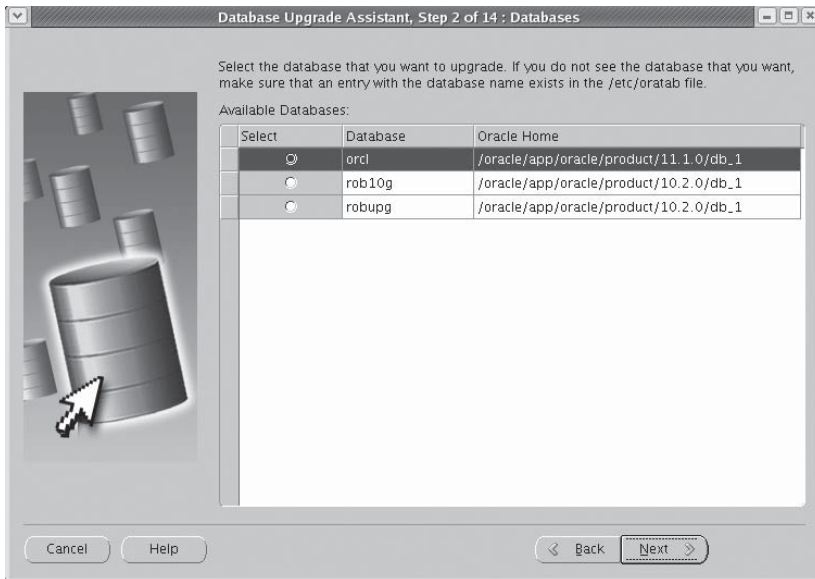 Database Upgrade Assistant, Step 2 of 14 : Databases
Select the database that you want to upgrade. If you do not see the database that you want,
make sure that an entry with the database name exists in the /etc/oratab file.
Available Databases:
Select Database Oracle Home
orcl /oracle/app/oracle/product/11.1.0/db_1
rob10g /oracle/app/oracle/product/10.2.0/db_1
robupg /oracle/app/oracle/product/10.2.0/db_1
Cancel Help Back Next